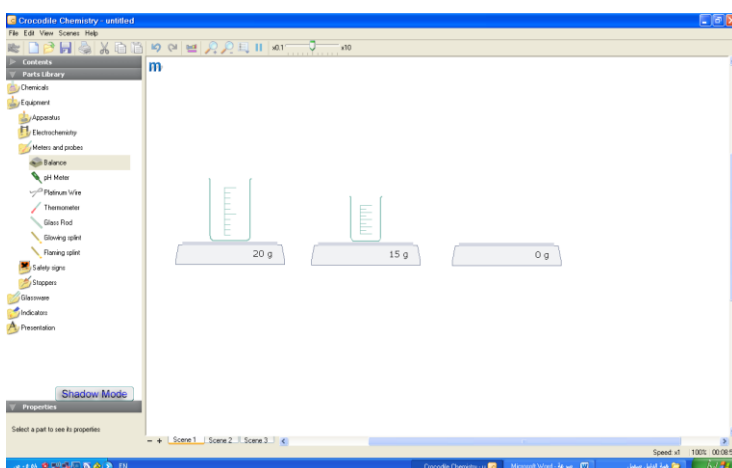 Crocodile Chemistry - untitled
File Edit View Scenes Help
x0.1 x10
Contents
Parts Library
Chemicals
Equipment
Apparatus
Electrochemistry
Meters and probes
Balance
pH Meter
Platinum Wire
Thermometer
Glass Rod
Glowing splint
Flaming splint
Safety signs
Stoppers
Glassware
Indicators
Presentation
Shadow Mode
Properties
Select a part to see its properties
m
20 g
15 g
0 g
- + Scene 1 Scene 2 Scene 3
Speed: x1 100% 00:08:5
EN
Crocodile Chemistry - u
Microsoft Word